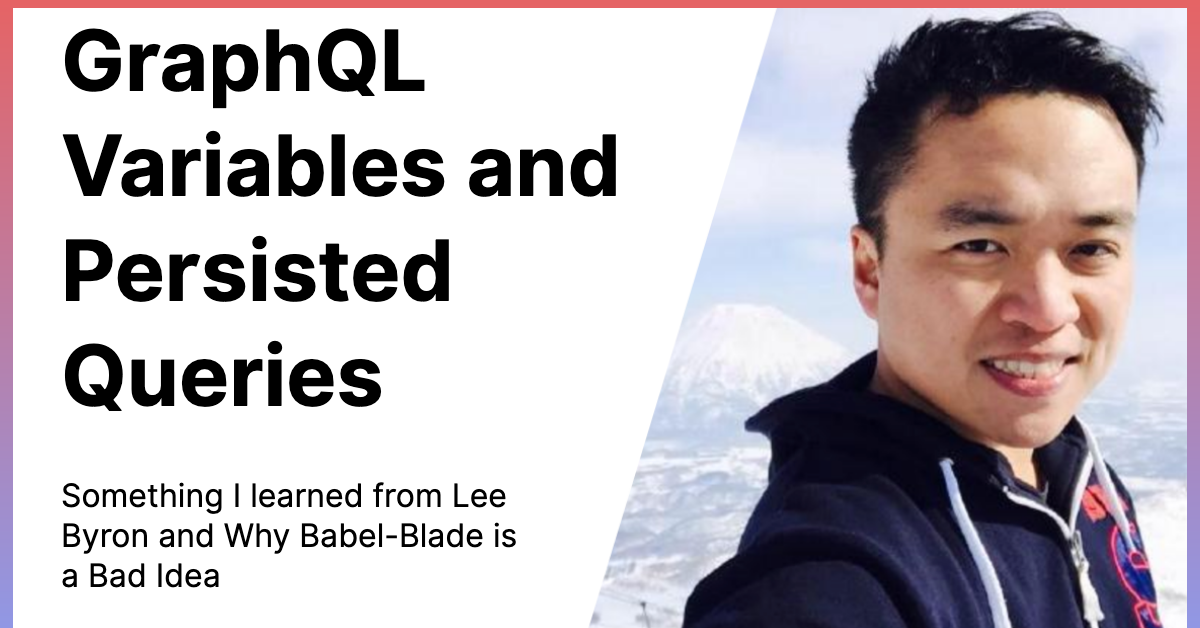 GraphQL
Variables and
Persisted
Queries
Something I learned from Lee
Byron and Why Babel-Blade is
a Bad Idea